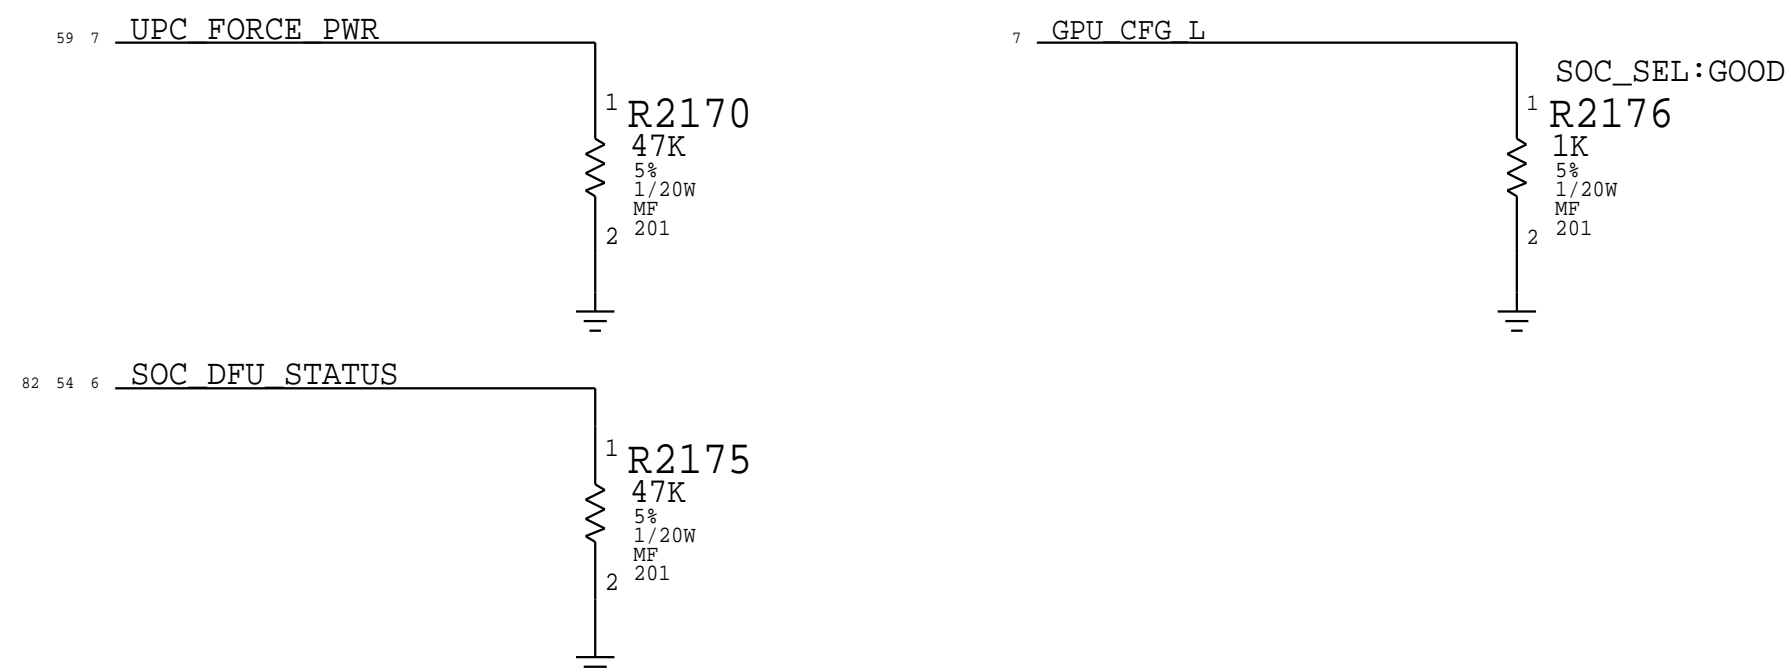 59 7 UPC_FORCE_PWR
1 R2170
47K
5%
1/20W
MF
201
2
82 54 6 SOC_DFU_STATUS
1 R2175
47K
5%
1/20W
MF
201
2
7 GPU_CFG_L
SOC_SEL:GOOD
1 R2176
1K
5%
1/20W
MF
201
2